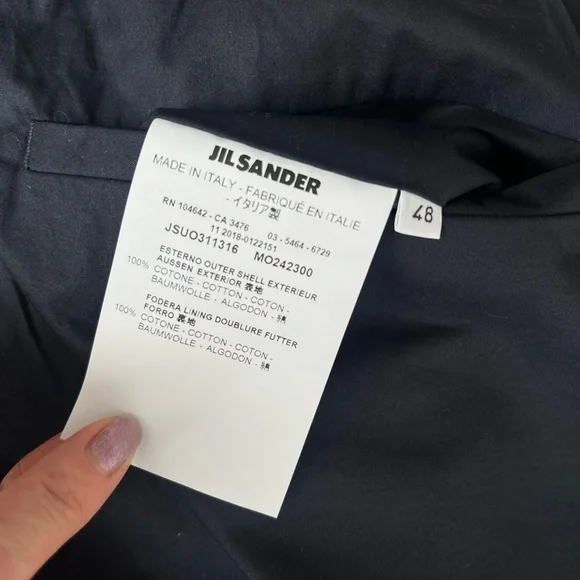 JIL SANDER
MADE IN ITALY - FABRIQUÉ EN ITALIE
- イタリア製
RN 104642 - CA 3476 03 - 5464 - 6729
11 2018-0122151
JSUO311316 MO242300
ESTERNO OUTER SHELL EXTERIEUR
AUSSEN EXTERIOR 表地
100% COTONE - COTTON - COTON -
BAUMWOLLE - ALGODON - 綿
FODERA LINING DOUBLURE FUTTER
FORRO 裏地
100% COTONE - COTTON - COTON -
BAUMWOLLE - ALGODON - 綿
48